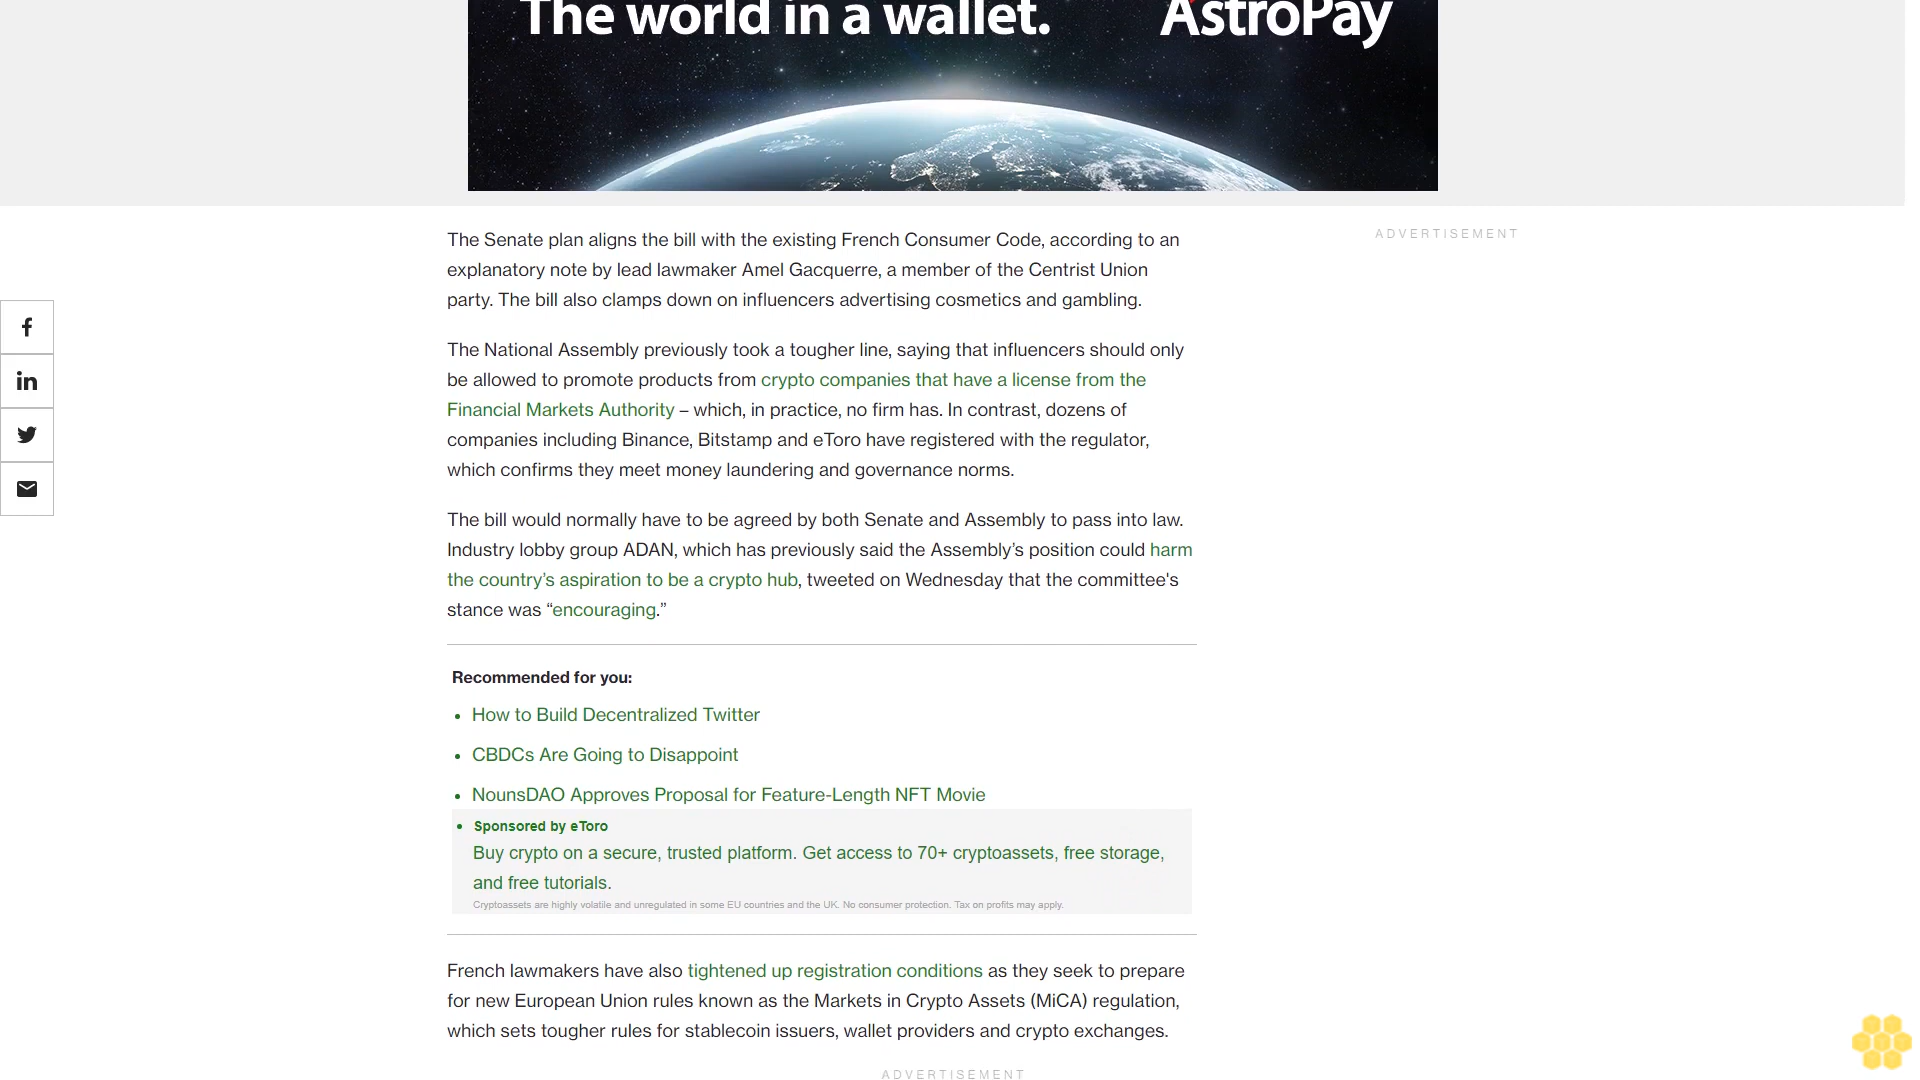 The world in a wallet.
AstroPay
ADVERTISEMENT
The Senate plan aligns the bill with the existing French Consumer Code, according to an
explanatory note by lead lawmaker Amel Gacquerre, a member of the Centrist Union
party. The bill also clamps down on influencers advertising cosmetics and gambling.
The National Assembly previously took a tougher line, saying that influencers should only
be allowed to promote products from crypto companies that have a license from the
Financial Markets Authority – which, in practice, no firm has. In contrast, dozens of
companies including Binance, Bitstamp and eToro have registered with the regulator,
which confirms they meet money laundering and governance norms.
The bill would normally have to be agreed by both Senate and Assembly to pass into law.
Industry lobby group ADAN, which has previously said the Assembly’s position could harm
the country’s aspiration to be a crypto hub, tweeted on Wednesday that the committee's
stance was “encouraging.”
Recommended for you:
• How to Build Decentralized Twitter
• CBDCs Are Going to Disappoint
• NounsDAO Approves Proposal for Feature-Length NFT Movie
• Sponsored by eToro
Buy crypto on a secure, trusted platform. Get access to 70+ cryptoassets, free storage,
and free tutorials.
Cryptoassets are highly volatile and unregulated in some EU countries and the UK. No consumer protection. Tax on profits may apply.
French lawmakers have also tightened up registration conditions as they seek to prepare
for new European Union rules known as the Markets in Crypto Assets (MiCA) regulation,
which sets tougher rules for stablecoin issuers, wallet providers and crypto exchanges.
ADVERTISEMENT